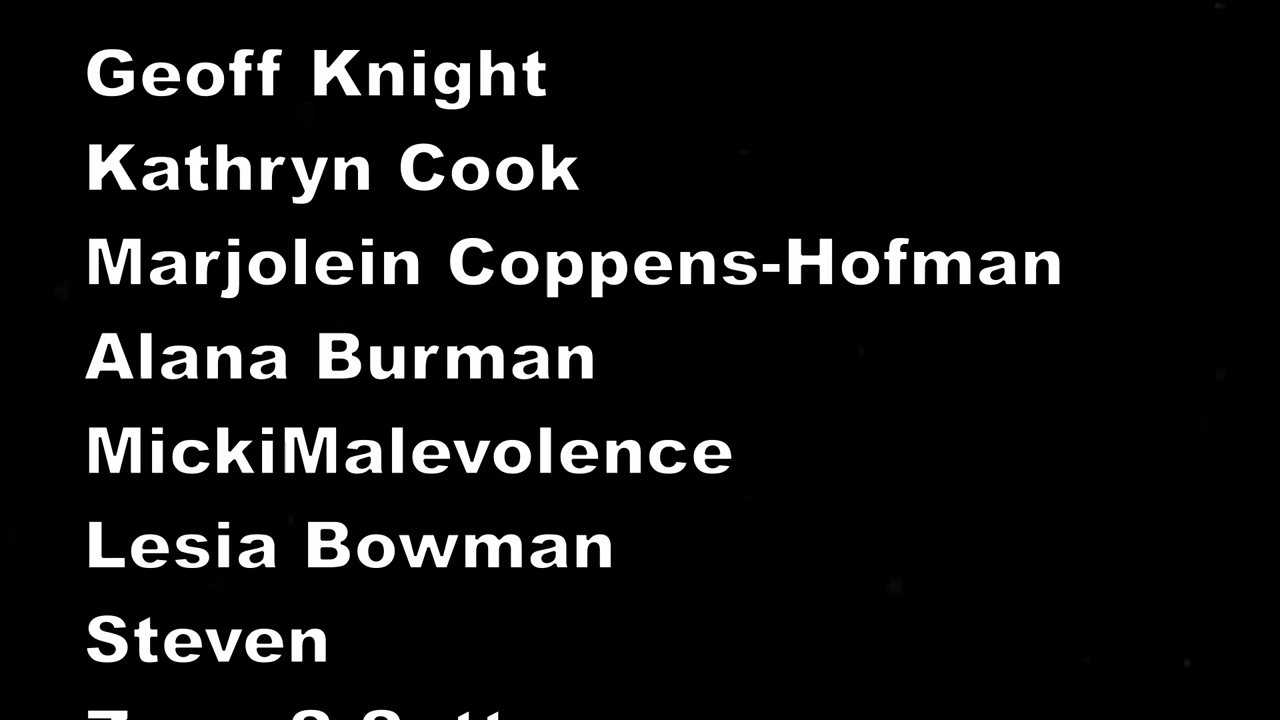 Geoff Knight
Kathryn Cook
Marjolein Coppens-Hofman
Alana Burman
MickiMalevolence
Lesia Bowman
Steven